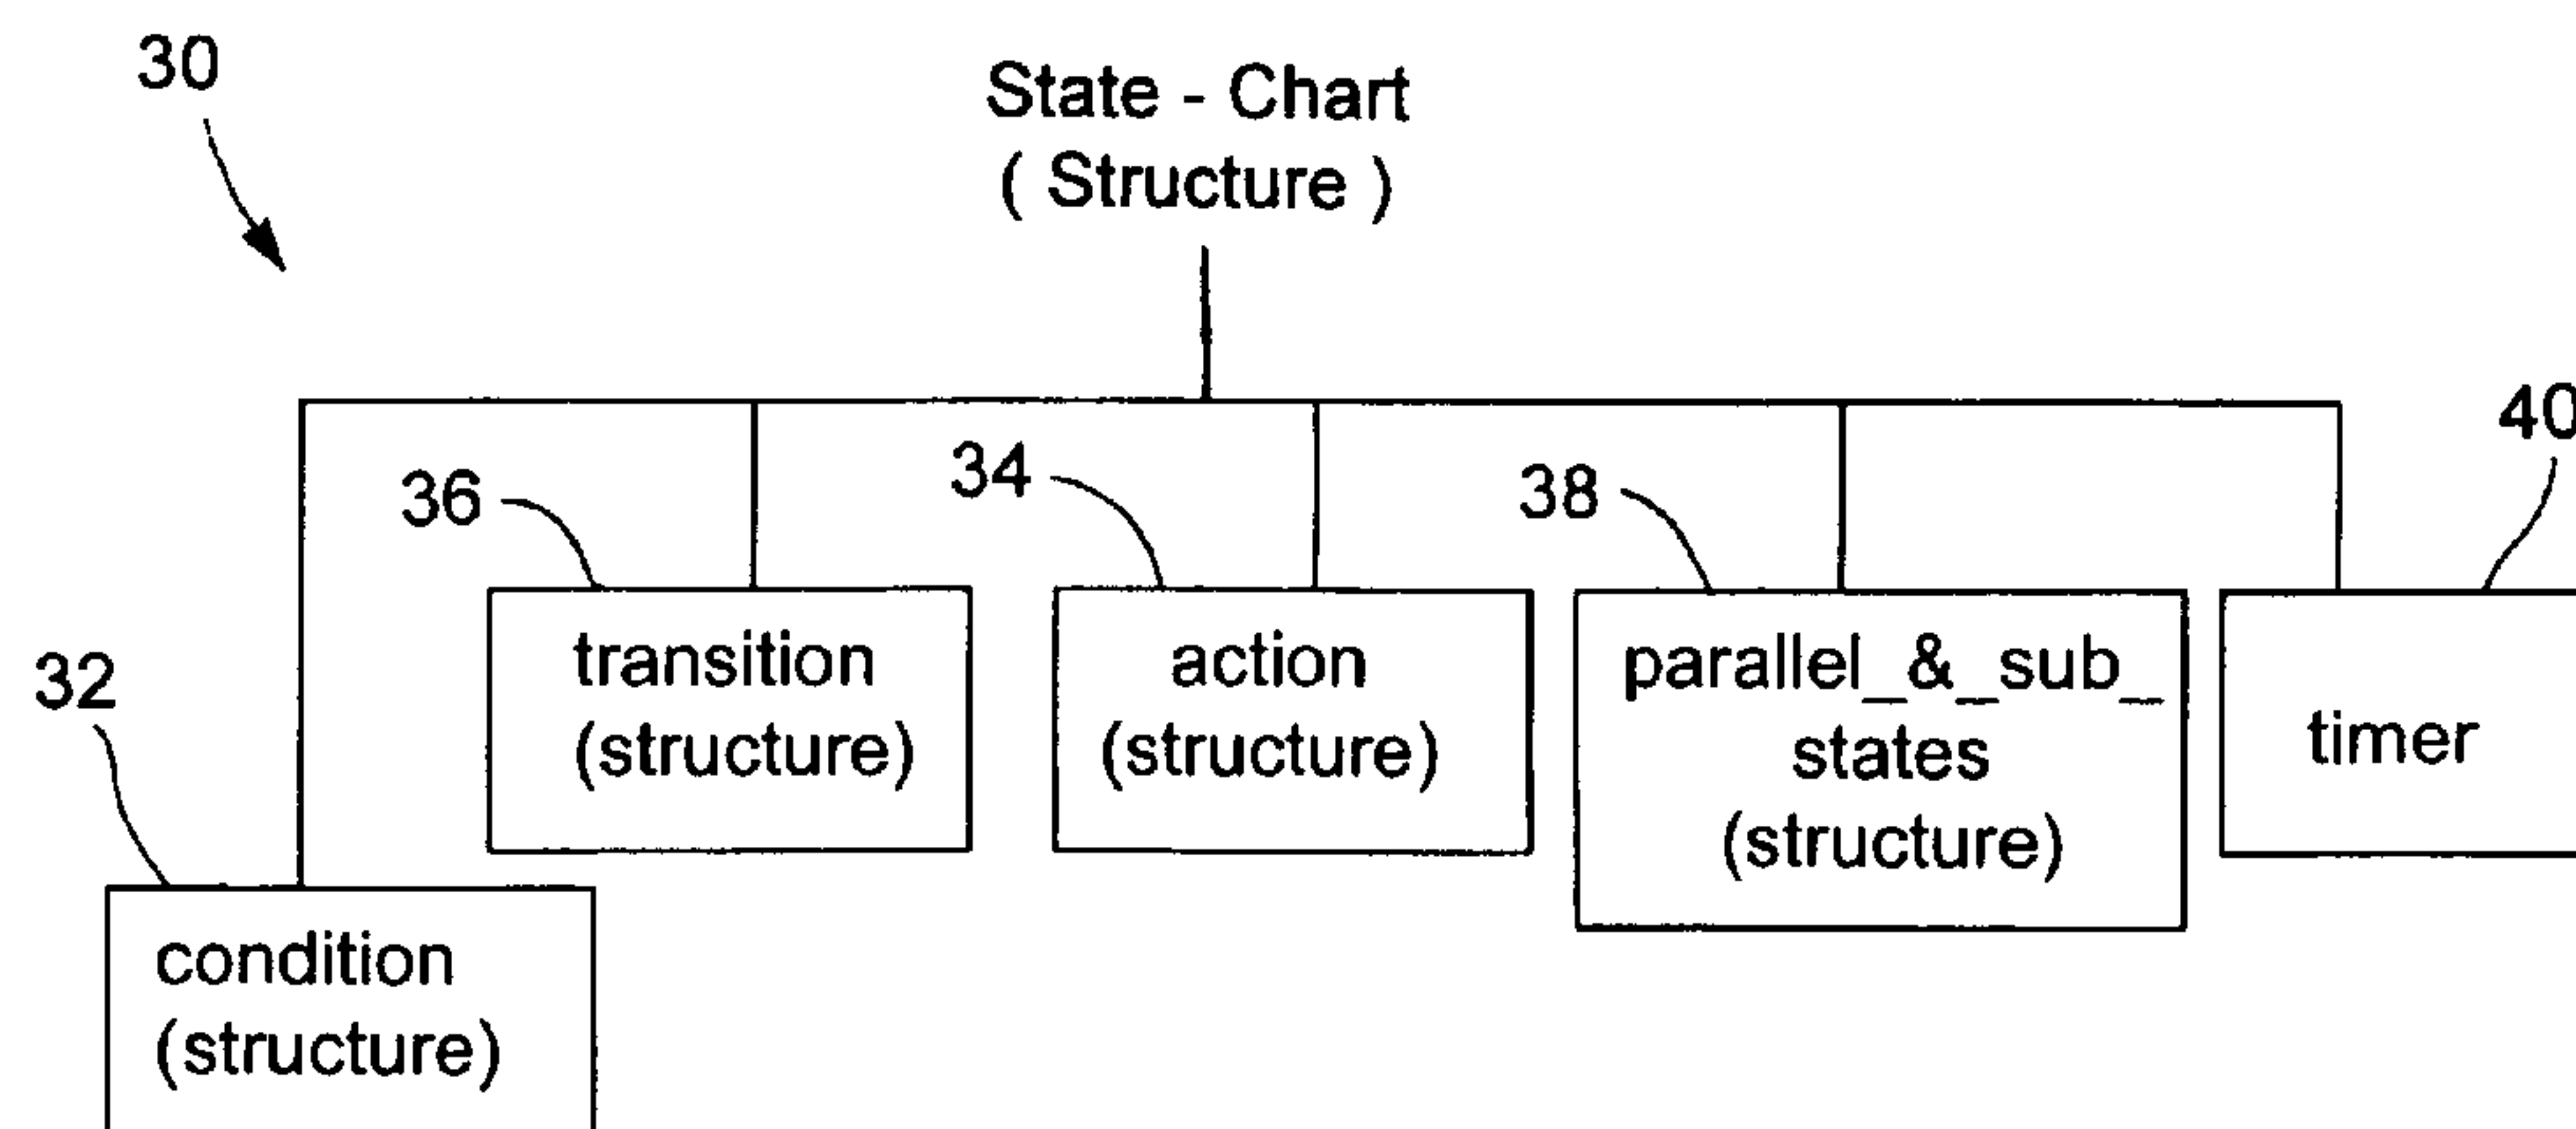 30
State - Chart
( Structure )
40
36
34
38
32
transition
(structure)
action
(structure)
parallel_&_sub_
states
(structure)
timer
condition
(structure)